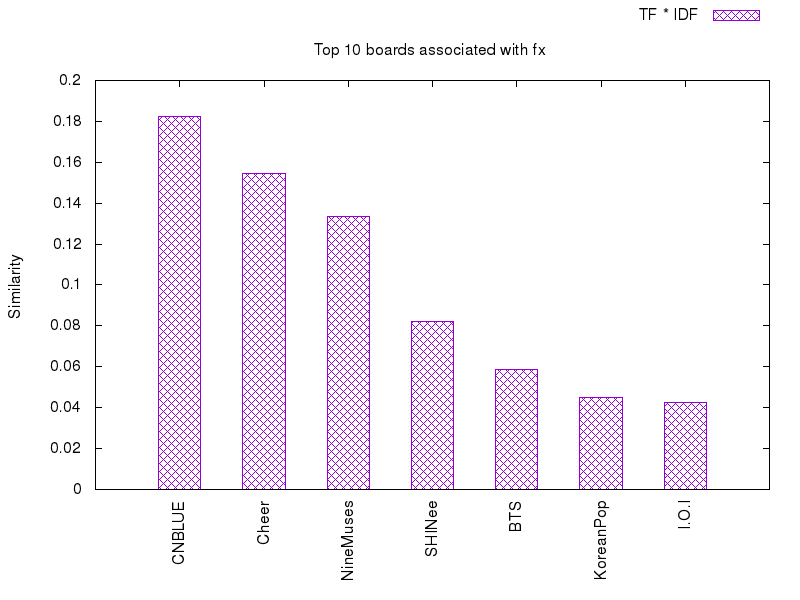 TF * IDF
Top 10 boards associated with fx
Similarity
0.2
0.18
0.16
0.14
0.12
0.1
0.08
0.06
0.04
0.02
0
CNBLUE
Cheer
NineMuses
SHINee
BTS
KoreanPop
I.O.I